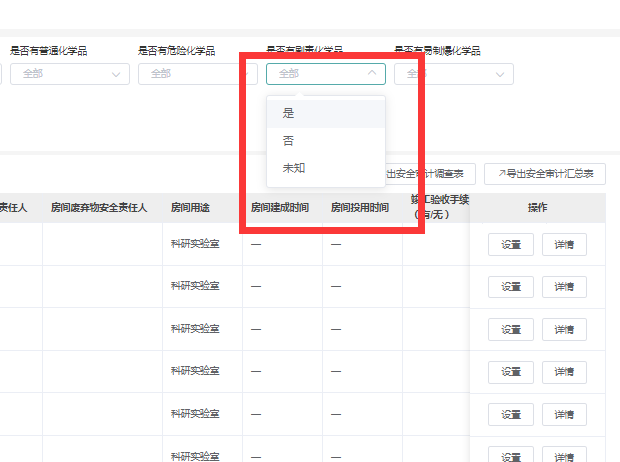 是否有普通化学品 是否有危险化学品 是否有剧毒化学品 是否有易制爆化学品
全部 全部 全部 全部
是
否
未知
出安全审计调查表 导出安全审计汇总表
责任人 房间废弃物安全责任人 房间用途 房间建成时间 房间投用时间 竣工验收手续（有/无） 操作
科研实验室 — — 设置 详情
科研实验室 — — 设置 详情
科研实验室 — — 设置 详情
科研实验室 — — 设置 详情
科研实验室 — — 设置 详情
科研实验室 — — 设置 详情